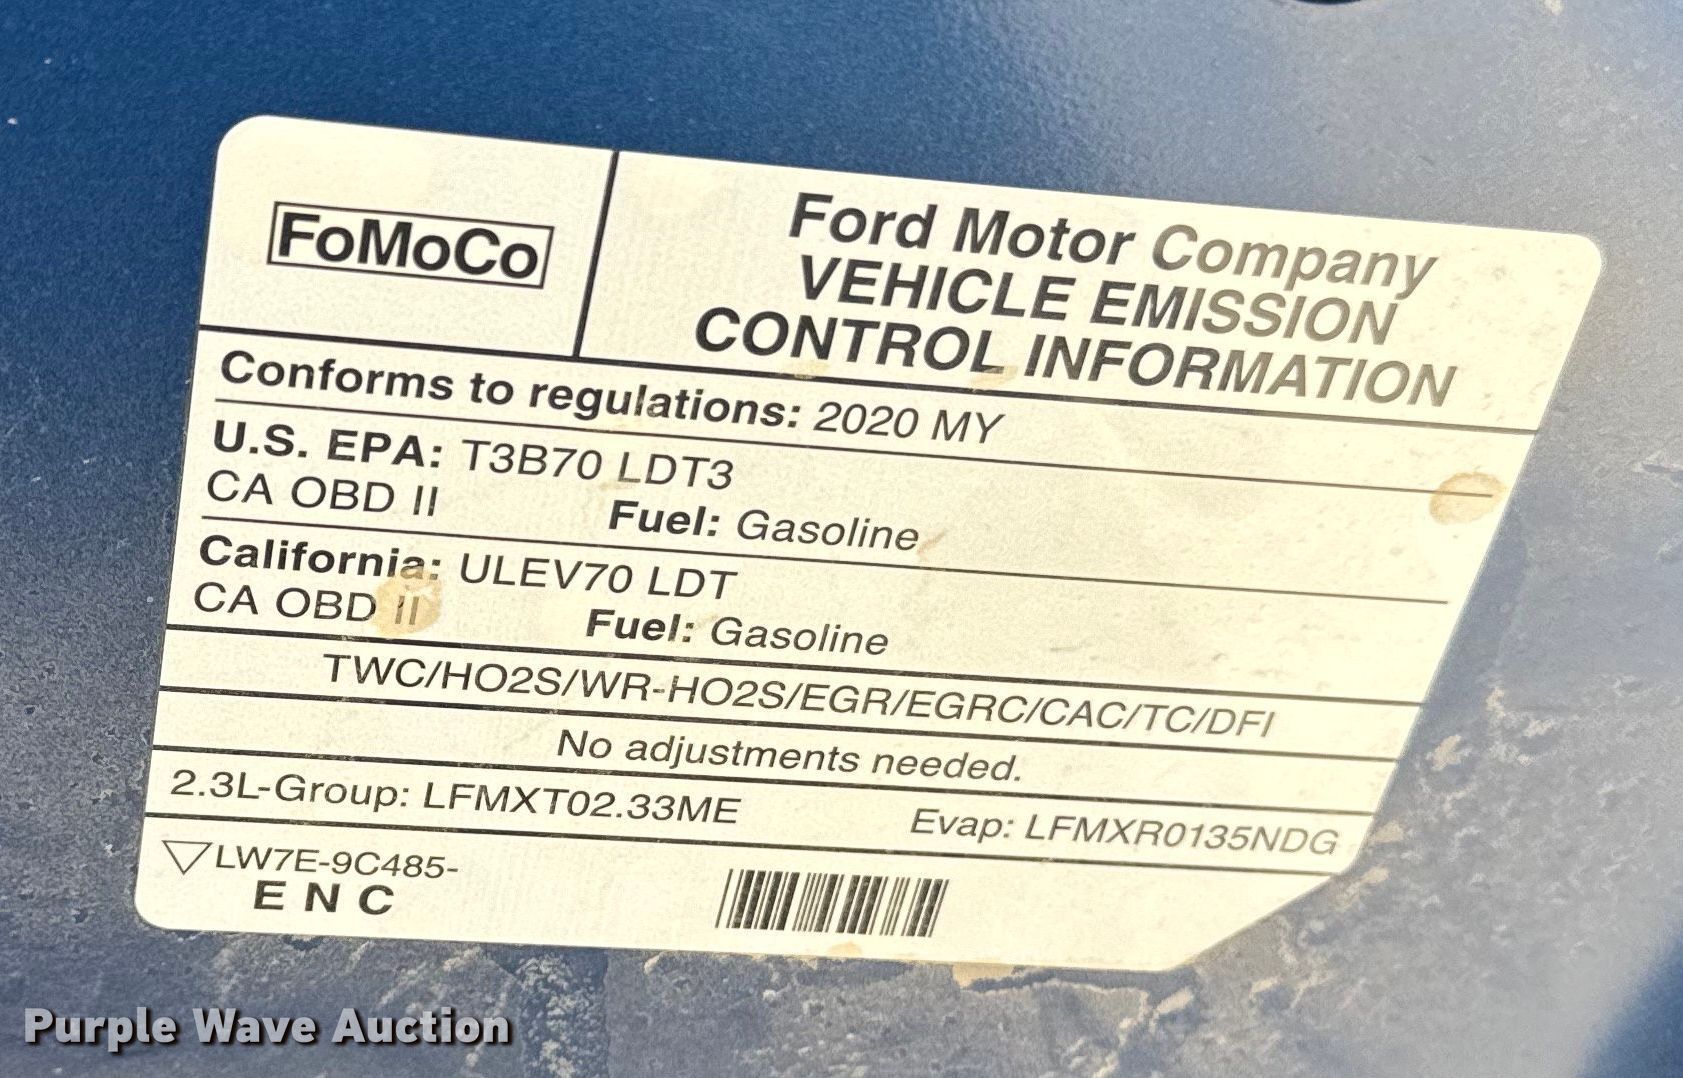 FoMoCo
Ford Motor Company
VEHICLE EMISSION
CONTROL INFORMATION
Conforms to regulations: 2020 MY
U.S. EPA: T3B70 LDT3
CA OBD II Fuel: Gasoline
California: ULEV70 LDT
CA OBD II Fuel: Gasoline
TWC/HO2S/WR-HO2S/EGR/EGRC/CAC/TC/DFI
No adjustments needed.
2.3L-Group: LFMXT02.33ME Evap: LFMXR0135NDG
LW7E-9C485-
E N C
Purple Wave Auction